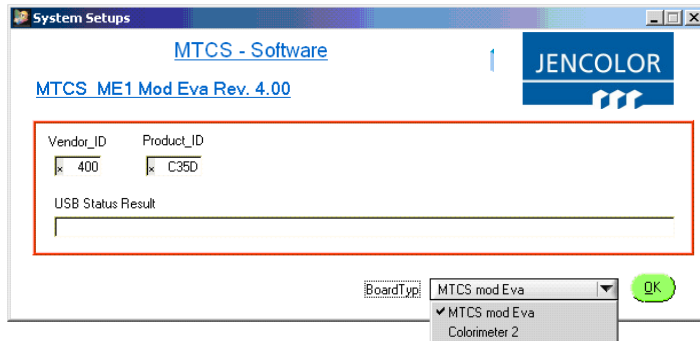 System Setups
MTCS - Software
JENCOLOR
MTCS ME1 Mod Eva Rev. 4.00
Vendor_ID Product_ID
x 400 x C35D
USB Status Result
BoardTyp MTCS mod Eva OK
MTCS mod Eva
Colorimeter 2